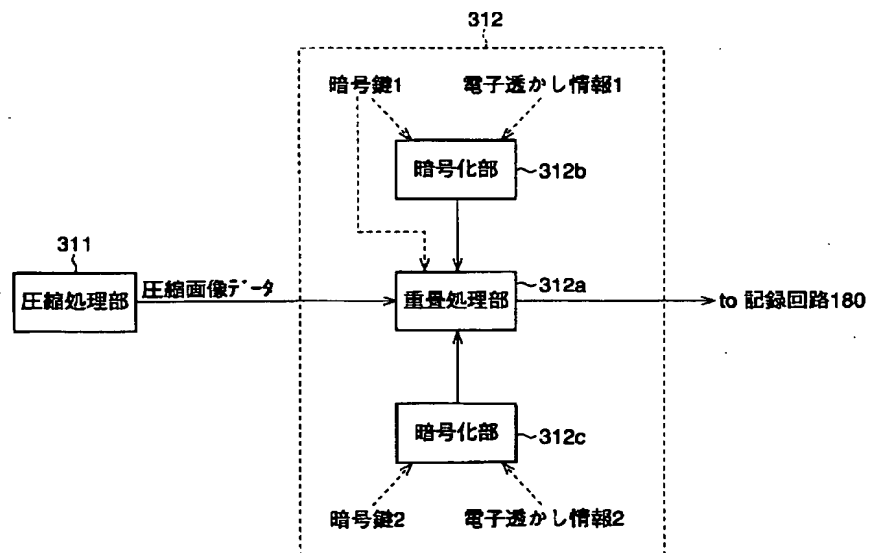 312
暗号鍵1
電子透かし情報1
暗号化部
312b
311
圧縮処理部
圧縮画像データ
重畳処理部
312a
to 記録回路180
暗号化部
312c
暗号鍵2
電子透かし情報2